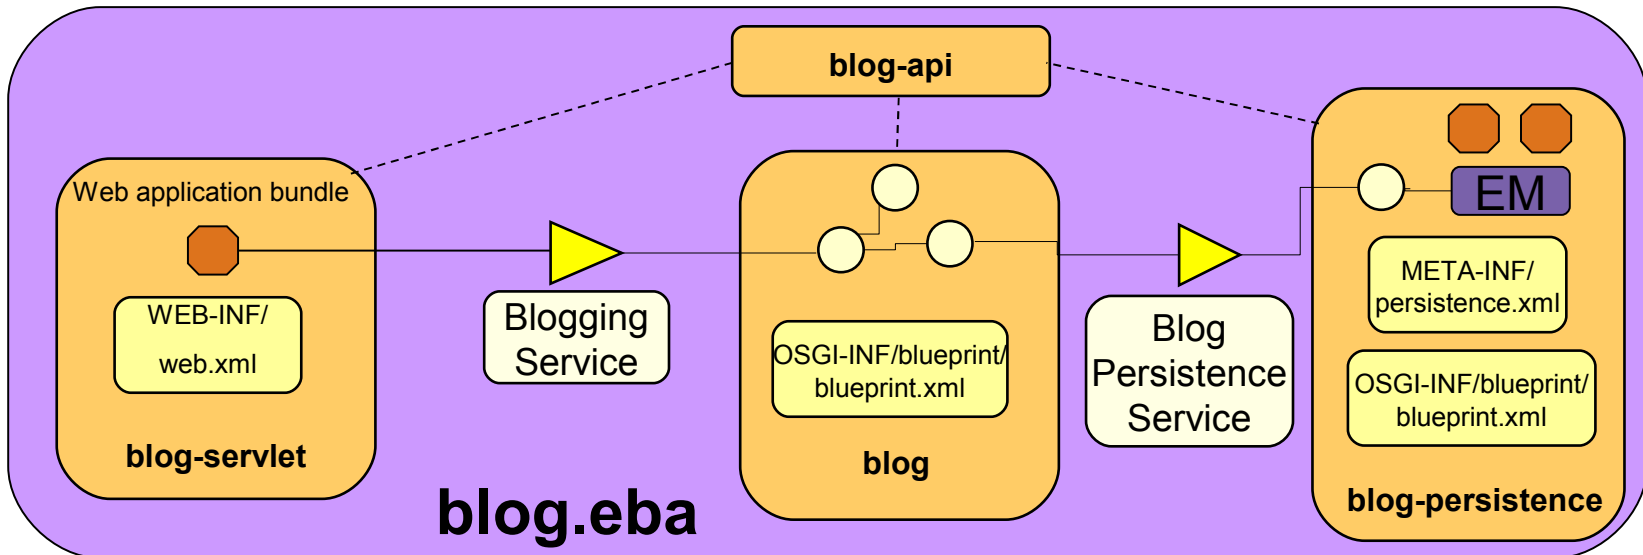 blog-api
Web application bundle
WEB-INF/
web.xml
blog-servlet
Blogging
Service
OSGI-INF/blueprint/
blueprint.xml
blog
Blog
Persistence
Service
EM
META-INF/
persistence.xml
OSGI-INF/blueprint/
blueprint.xml
blog-persistence
blog.eba